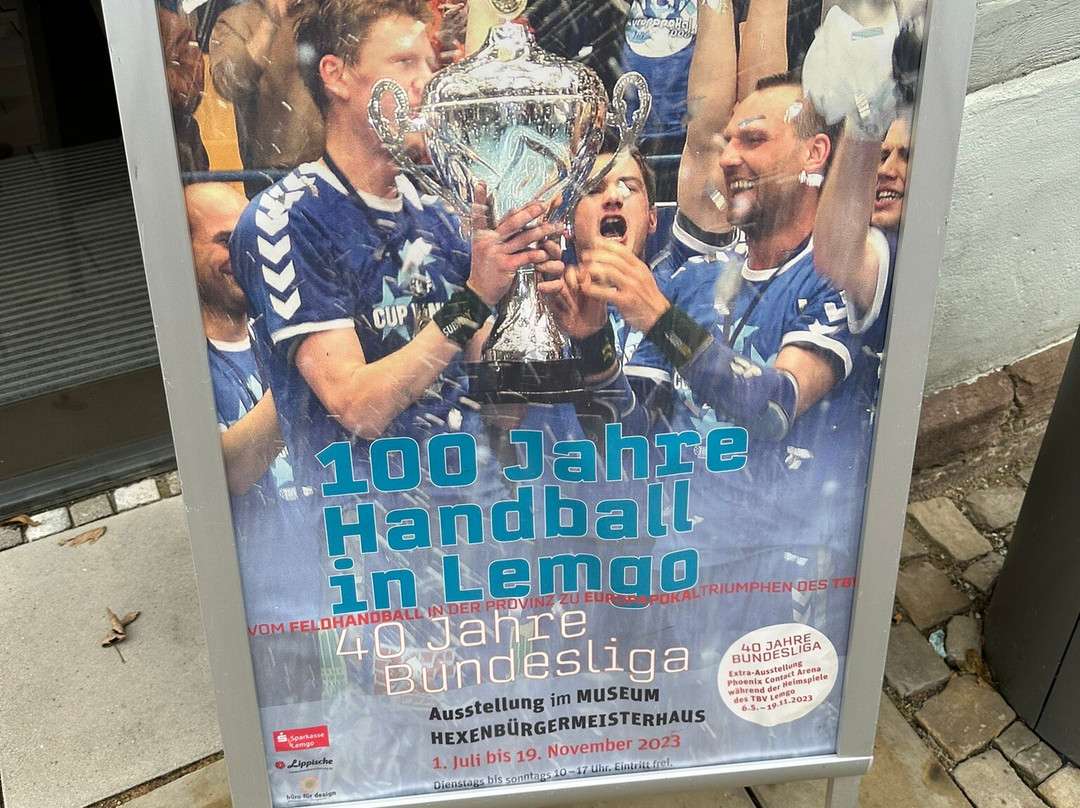 CUP
100 Jahre
Handball
in Lemgo
VOM FELDHANDBALL IN DER PROVINZ ZU EUROPAPOKALTRIUMPHEN DES TBV
40 Jahre
Bundesliga
40 JAHRE
BUNDESLIGA
Extra-Ausstellung
Phoenix Contact Arena
während der Heimspiele
des TBV Lemgo
6.5. – 19.11.2023
Ausstellung im MUSEUM
HEXENBÜRGERMEISTERHAUS
1. Juli bis 19. November 2023
Dienstags bis sonntags 10 – 17 Uhr. Eintritt frei.
Sparkasse
Lemgo
Lippische
büro für design